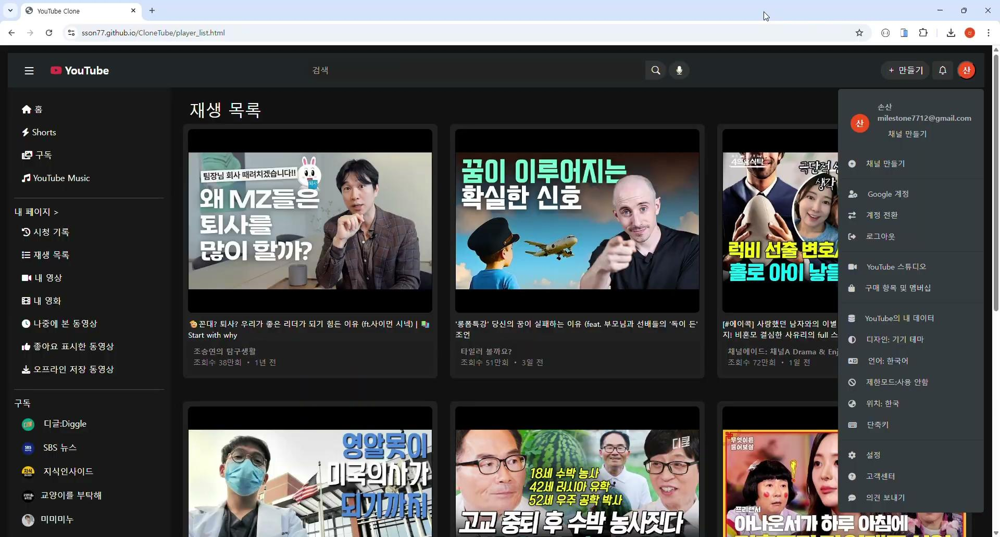 YouTube Clone
sson77.github.io/CloneTube/player_list.html
산
YouTube
검색
+ 만들기
산
홈
Shorts
구독
YouTube Music
내 페이지 >
시청 기록
재생 목록
내 영상
내 영화
나중에 본 동영상
좋아요 표시한 동영상
오프라인 저장 동영상
구독
디글:Diggle
SBS 뉴스
지식인사이드
교양이를 부탁해
미미미누
재생 목록
팀장님 회사 때려치겠습니다!!
퇴사
왜 MZ들은
퇴사를
많이 할까?
꼰대? 퇴사? 우리가 좋은 리더가 되기 힘든 이유 (ft.사이먼 시넥) |
Start with why
조승연의 탐구생활
조회수 38만회 • 1년 전
꿈이 이루어지는
확실한 신호
'롱폼특강' 당신의 꿈이 실패하는 이유 (feat. 부모님과 선배들의 '독이 든'
조언
타일러 볼까요?
조회수 51만회 • 3일 전
4인용식탁
극단적
생각
럭비 선출 변호
홀로 아이 낳을
[#에이콕] 사랑했던 남자와의 이별
지! 비혼모 결심한 사유리의 full 스
채널에이드: 채널A Drama & Enj
조회수 72만회 • 1일 전
영알못이
미국의사가
되기까지
디글
18세 수박 농사
42세 러시아 유학
52세 우주 공학 박사
고교 중퇴 후 수박 농사짓다
무엇이든
물어보살
프리랜서
아나운서가 하루 아침에
산
손산
milestone7712@gmail.com
채널 만들기
채널 만들기
Google 계정
계정 전환
로그아웃
YouTube 스튜디오
구매 항목 및 멤버십
YouTube의 내 데이터
디자인: 기기 테마
언어: 한국어
제한모드:사용 안함
위치: 한국
단축키
설정
고객센터
의견 보내기